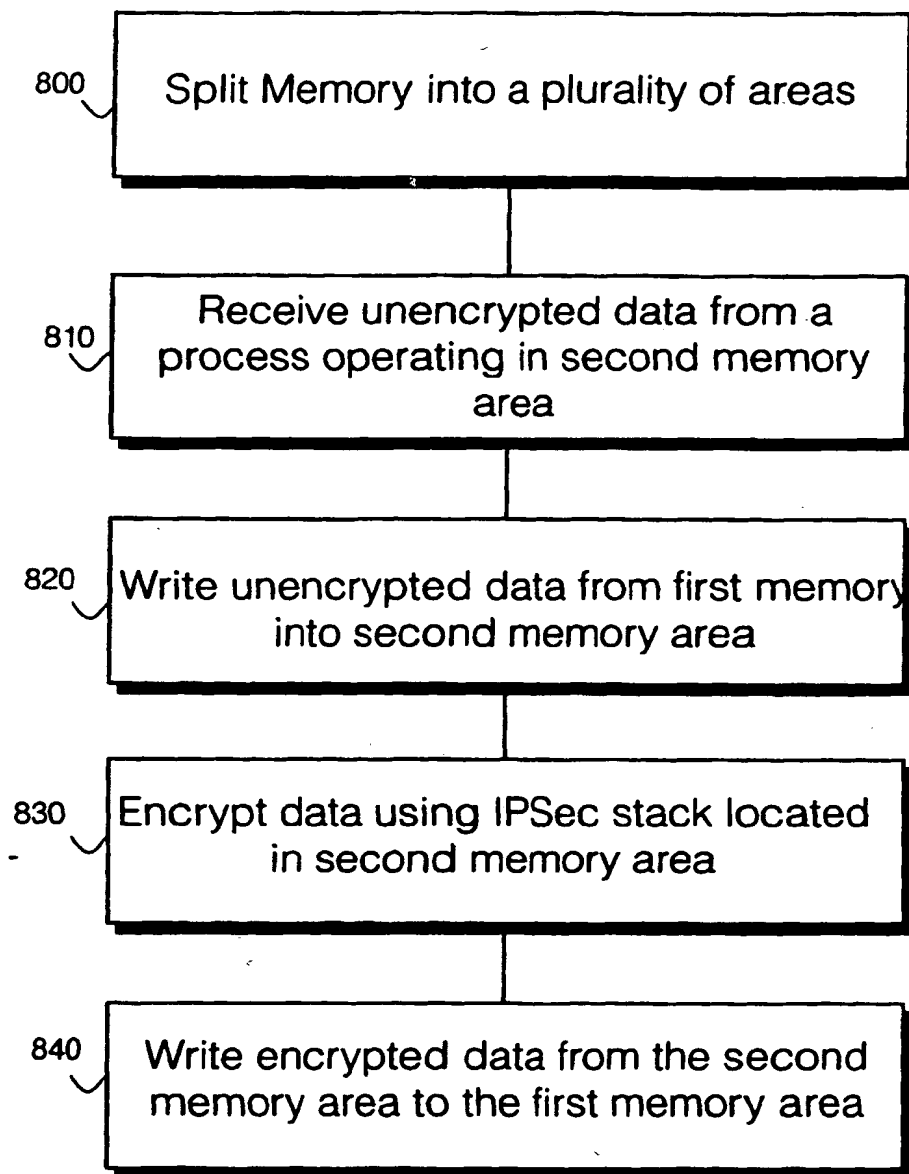 800
Split Memory into a plurality of areas
810
Receive unencrypted data from a
process operating in second memory
area
820
Write unencrypted data from first memory
into second memory area
830
Encrypt data using IPSec stack located
in second memory area
840
Write encrypted data from the second
memory area to the first memory area